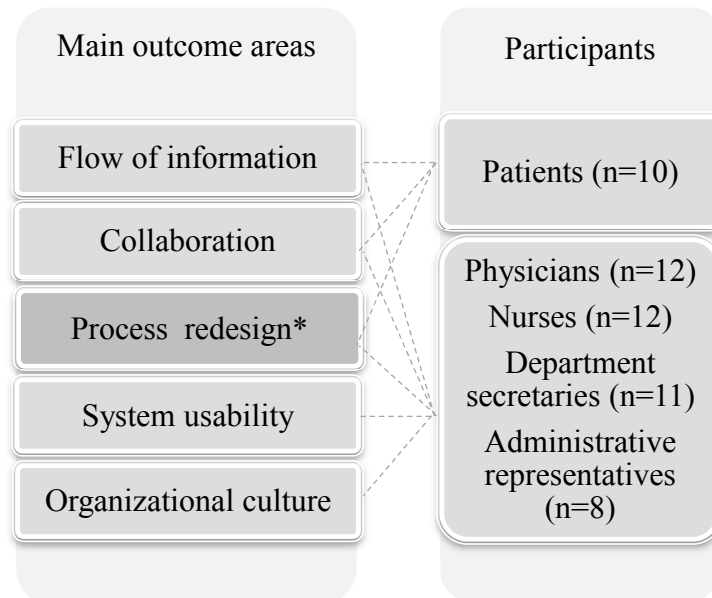 Main outcome areas
Flow of information
Collaboration
Process redesign*
System usability
Organizational culture
Participants
Patients (n=10)
Physicians (n=12)
Nurses (n=12)
Department
secretaries (n=11)
Administrative
representatives
(n=8)